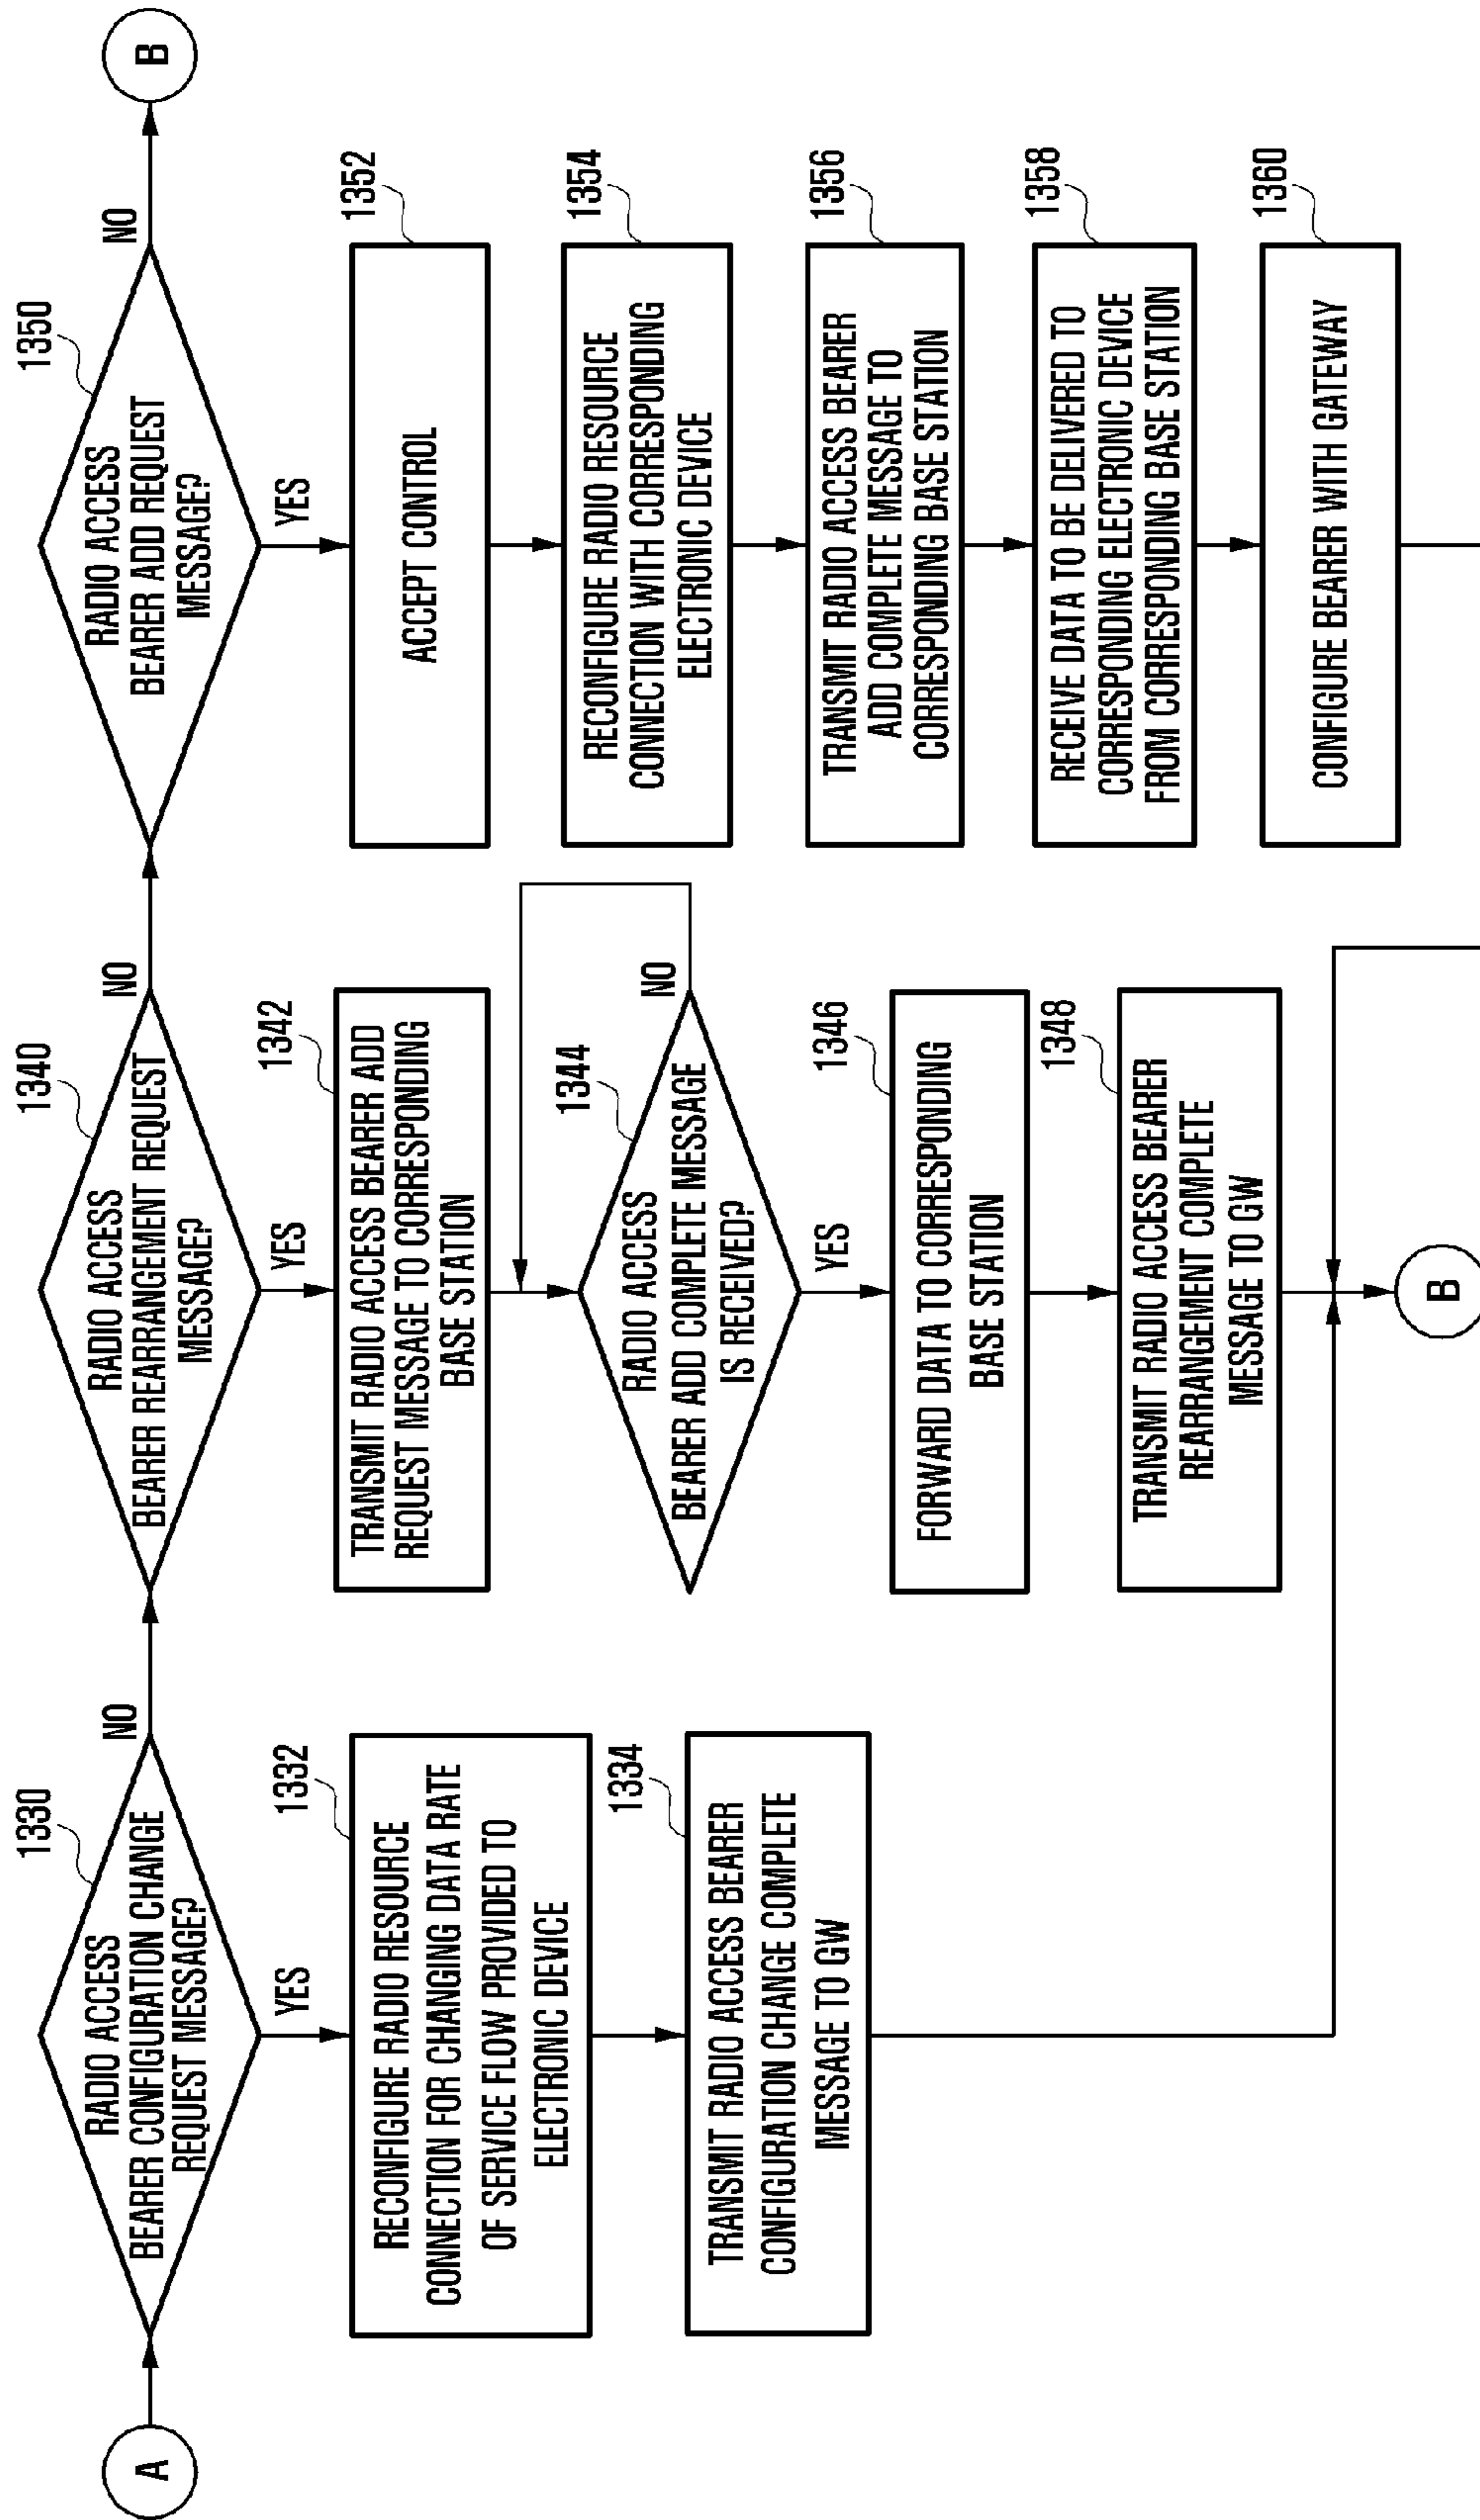 A
1330
RADIO ACCESS
BEARER CONFIGURATION CHANGE
REQUEST MESSAGE?
NO
YES
1332
RECONFIGURE RADIO RESOURCE
CONNECTION FOR CHANGING DATA RATE
OF SERVICE FLOW PROVIDED TO
ELECTRONIC DEVICE
1334
TRANSMIT RADIO ACCESS BEARER
CONFIGURATION CHANGE COMPLETE
MESSAGE TO GW
1340
RADIO ACCESS
BEARER REARRANGEMENT REQUEST
MESSAGE?
NO
YES
1342
TRANSMIT RADIO ACCESS BEARER ADD
REQUEST MESSAGE TO CORRESPONDING
BASE STATION
1344
RADIO ACCESS
BEARER ADD COMPLETE MESSAGE
IS RECEIVED?
NO
YES
1346
FORWARD DATA TO CORRESPONDING
BASE STATION
1348
TRANSMIT RADIO ACCESS BEARER
REARRANGEMENT COMPLETE
MESSAGE TO GW
B
1350
RADIO ACCESS
BEARER ADD REQUEST
MESSAGE?
NO
B
YES
1352
ACCEPT CONTROL
1354
RECONFIGURE RADIO RESOURCE
CONNECTION WITH CORRESPONDING
ELECTRONIC DEVICE
1356
TRANSMIT RADIO ACCESS BEARER
ADD COMPLETE MESSAGE TO
CORRESPONDING BASE STATION
1358
RECEIVE DATA TO BE DELIVERED TO
CORRESPONDING ELECTRONIC DEVICE
FROM CORRESPONDING BASE STATION
1360
CONFIGURE BEARER WITH GATEWAY